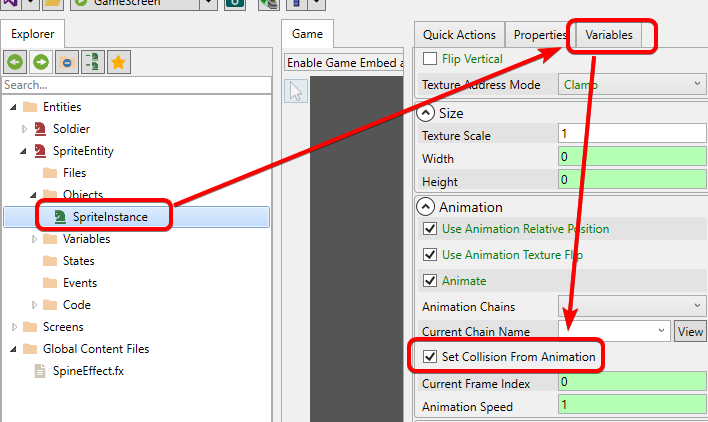 GameScreen
Explorer
Search...
Entities
Soldier
SpriteEntity
Files
Objects
SpriteInstance
Variables
States
Events
Code
Screens
Global Content Files
SpineEffect.fx
Game
Enable Game Embed a
Quick Actions
Properties
Variables
Flip Vertical
Texture Address Mode
Clamp
Size
Texture Scale
1
Width
0
Height
0
Animation
Use Animation Relative Position
Use Animation Texture Flip
Animate
Animation Chains
Current Chain Name
View
Set Collision From Animation
Current Frame Index
0
Animation Speed
1